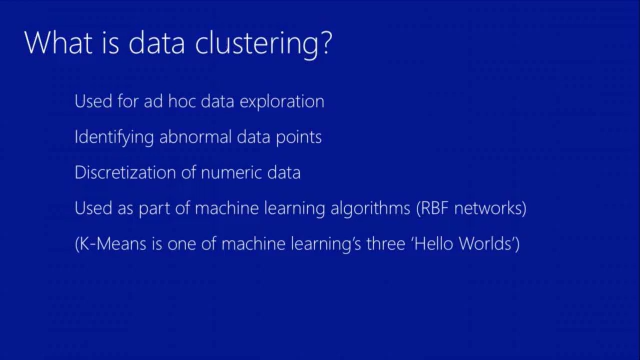 What is data clustering?
Used for ad hoc data exploration
Identifying abnormal data points
Discretization of numeric data
Used as part of machine learning algorithms (RBF networks)
(K-Means is one of machine learning's three 'Hello Worlds')